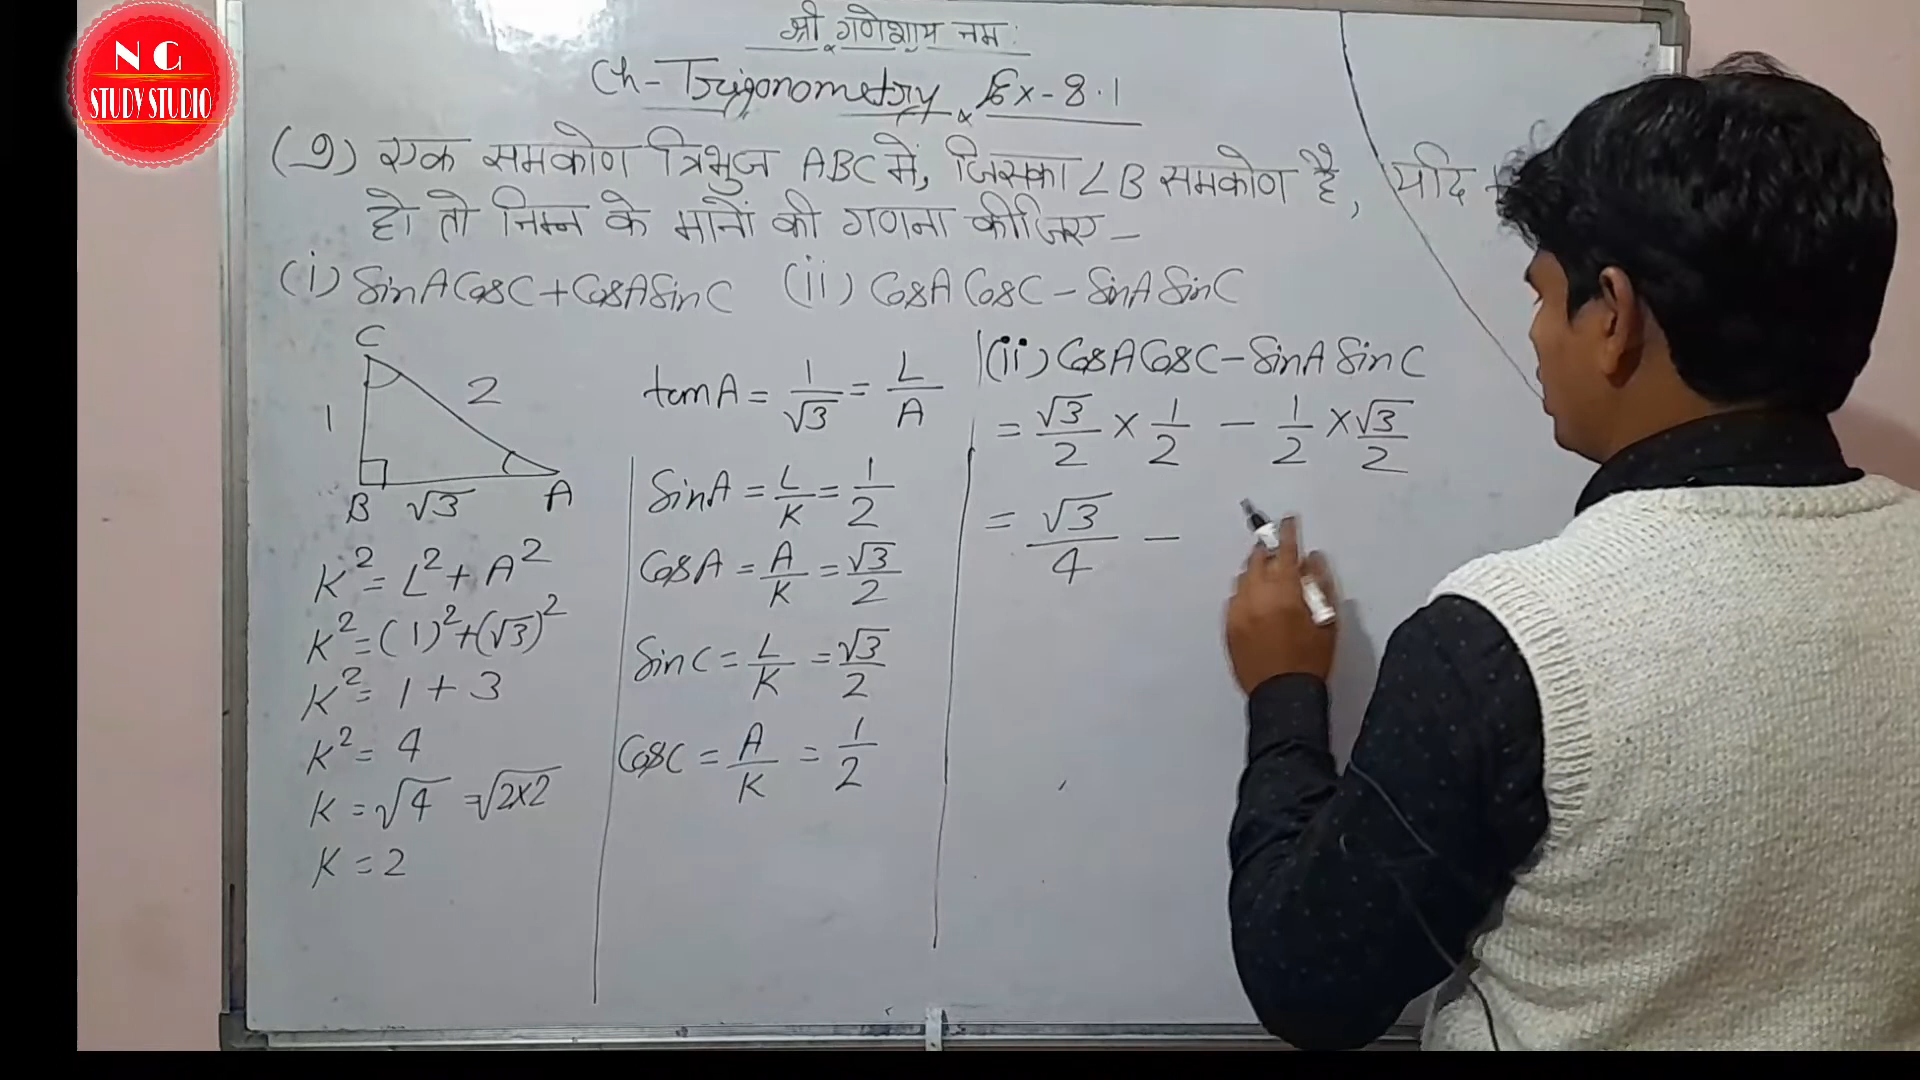 NG
STUDY STUDIO
श्री गणेशाय नमः
Ch-Trigonometry Ex-8.1
(9) एक समकोण त्रिभुज ABC में, जिसका ∠B समकोण है, यदि
हो तो निम्न के मानों की गणना कीजिए-
(i) SinA CosC + CosA SinC (ii) CosA CosC - SinA SinC
C
1
2
B √3 A
K² = L² + A²
K² = (1)² + (√3)²
K² = 1 + 3
K² = 4
K = √4 = √2×2
K = 2
tanA = 1/√3 = L/A
SinA = L/K = 1/2
CosA = A/K = √3/2
SinC = L/K = √3/2
CosC = A/K = 1/2
(ii) CosA CosC - SinA SinC
= √3/2 × 1/2 - 1/2 × √3/2
= √3/4 -